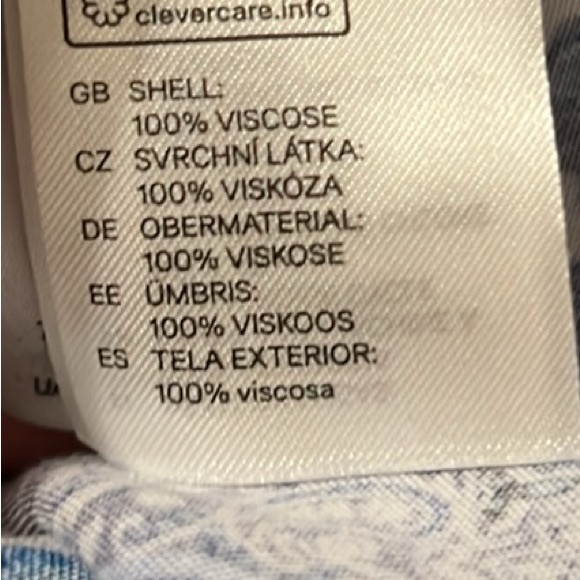 clevercare.info
GB SHELL:
100% VISCOSE
CZ SVRCHNÍ LÁTKA:
100% VISKÓZA
DE OBERMATERIAL:
100% VISKOSE
EE ÜMBRIS:
100% VISKOOS
ES TELA EXTERIOR:
100% viscosa